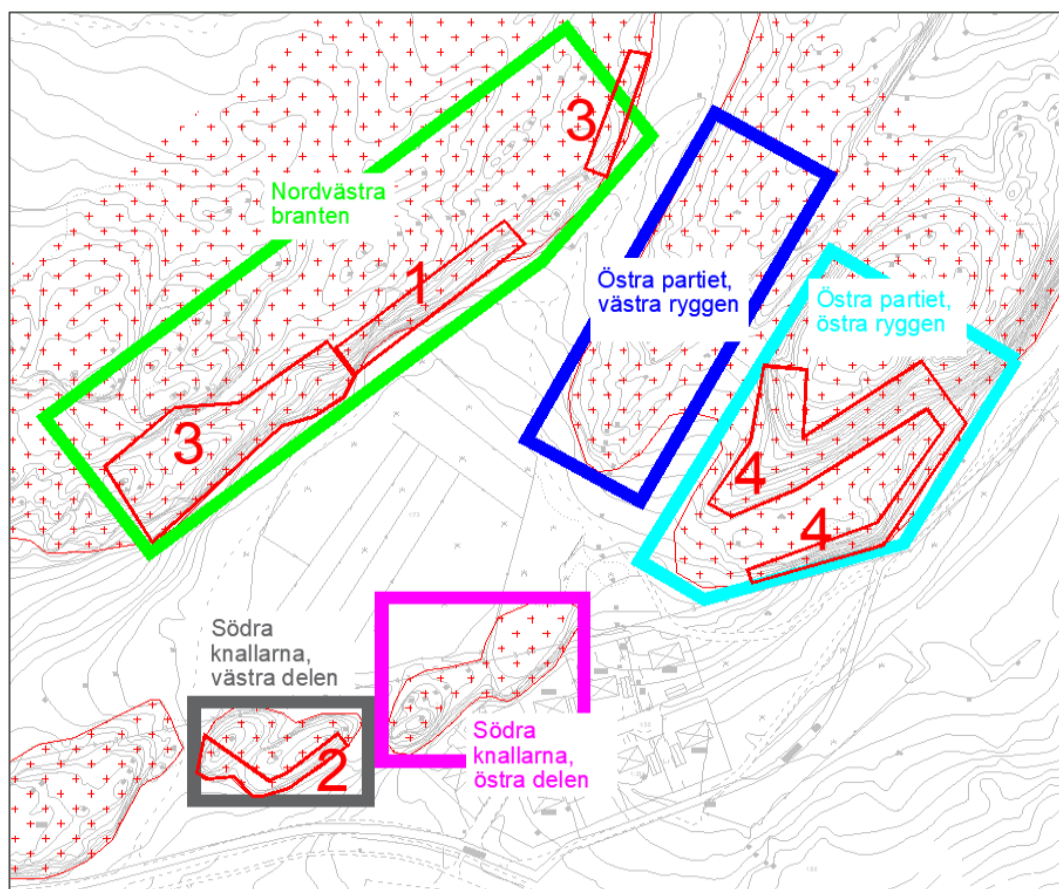 3
Nordvästra
branten
1
Östra partiet,
västra ryggen
Östra partiet,
östra ryggen
3
4
4
Södra
knallarna,
västra delen
2
Södra
knallarna,
östra delen